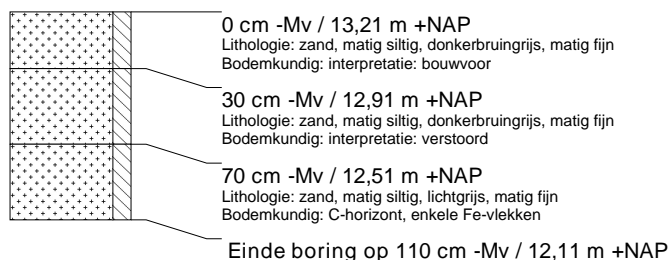 0 cm -Mv / 13,21 m +NAP
Lithologie: zand, matig siltig, donkerbruingrijs, matig fijn
Bodemkundig: interpretatie: bouwvoor
30 cm -Mv / 12,91 m +NAP
Lithologie: zand, matig siltig, donkerbruingrijs, matig fijn
Bodemkundig: interpretatie: verstoord
70 cm -Mv / 12,51 m +NAP
Lithologie: zand, matig siltig, lichtgrijs, matig fijn
Bodemkundig: C-horizont, enkele Fe-vlekken
Einde boring op 110 cm -Mv / 12,11 m +NAP